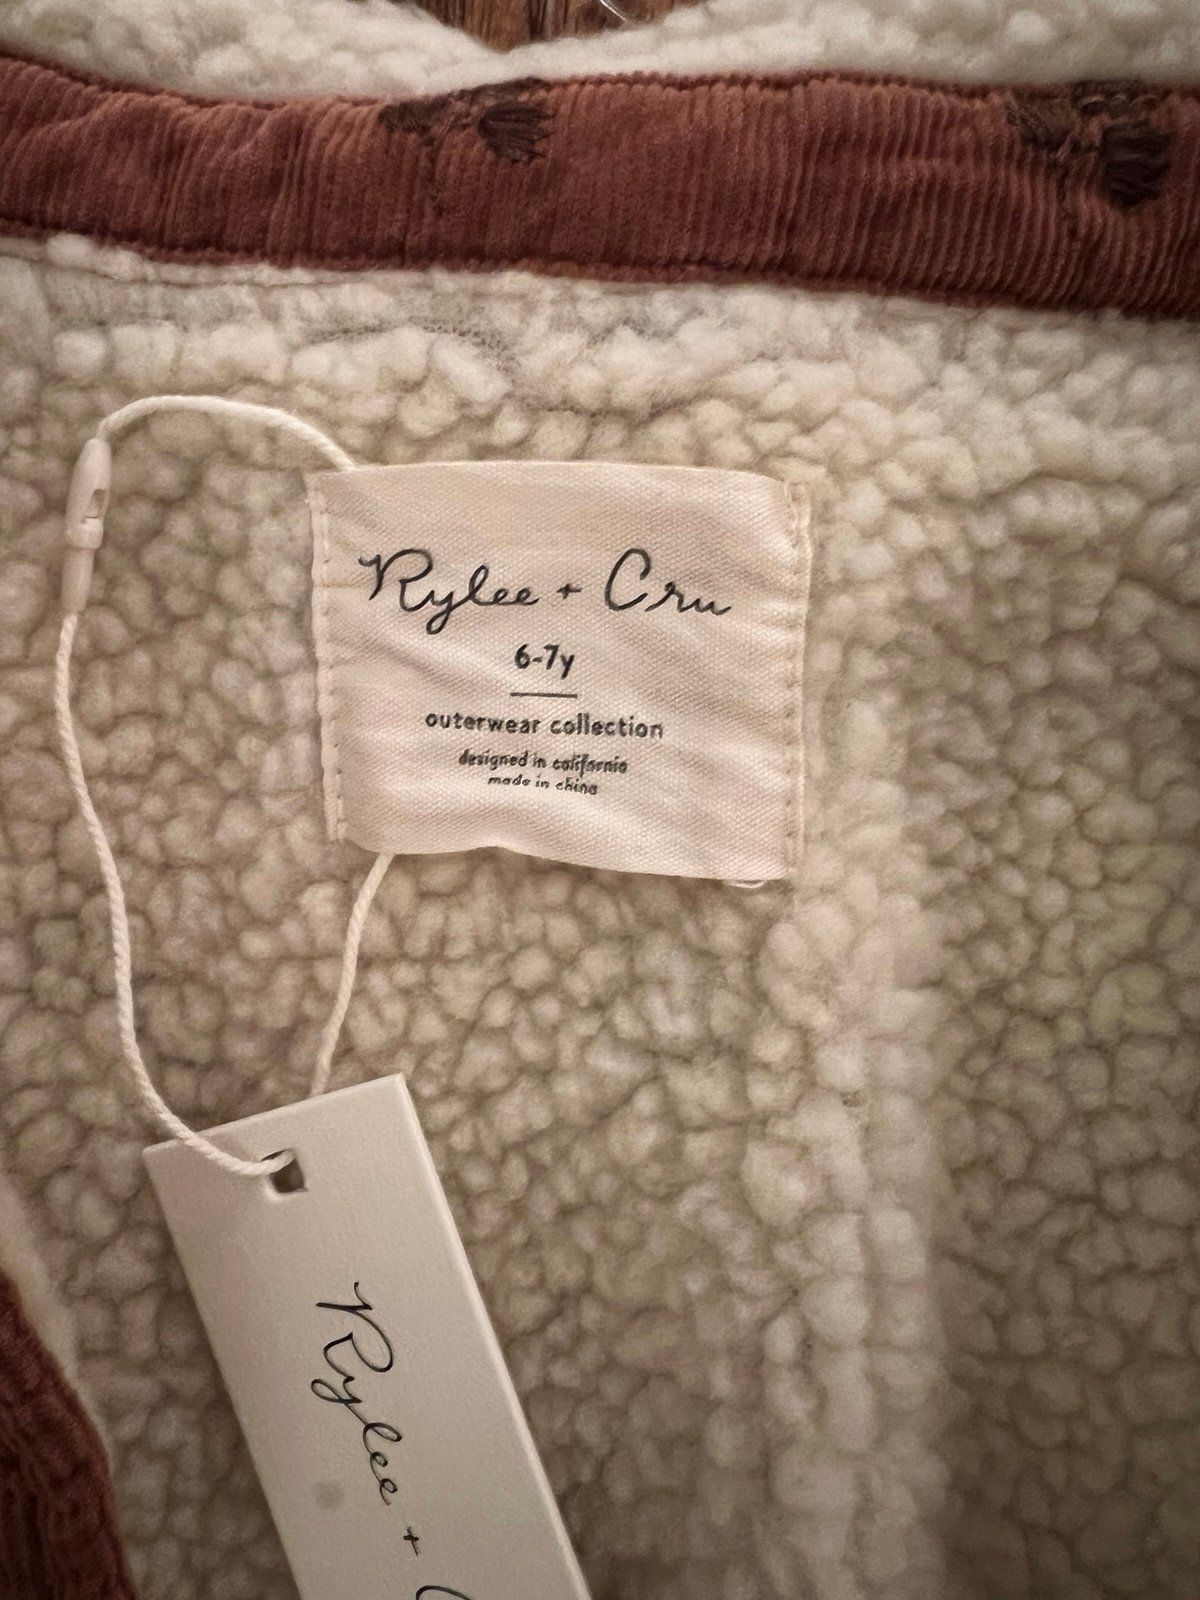 Rylee + Cru
6-7y
outerwear collection
designed in california
made in china
Rylee +